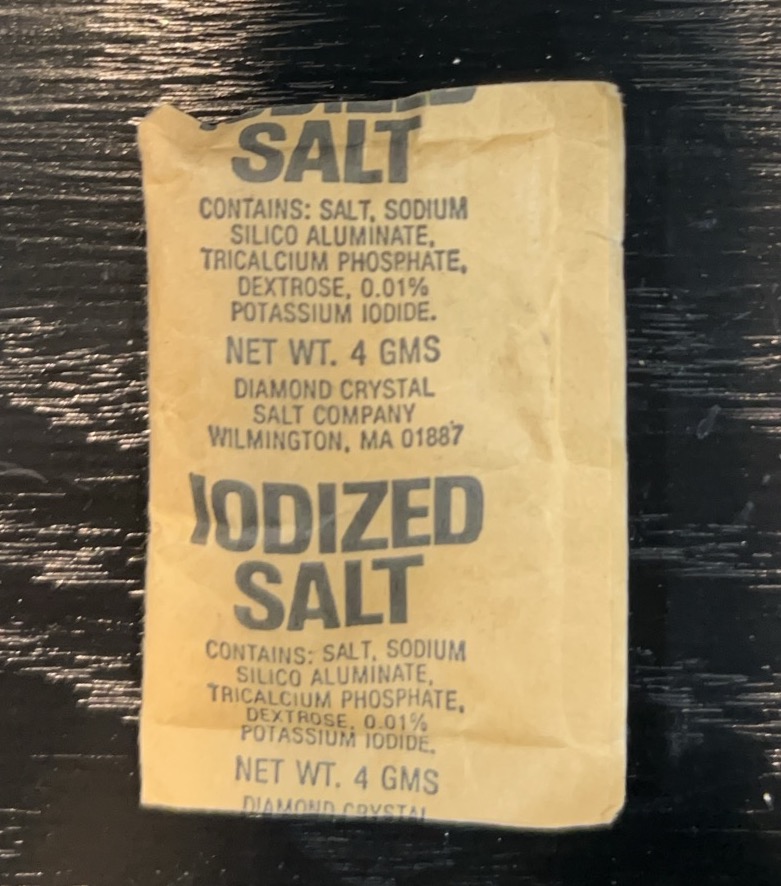 IODIZED
SALT
CONTAINS: SALT, SODIUM
SILICO ALUMINATE,
TRICALCIUM PHOSPHATE,
DEXTROSE, 0.01%
POTASSIUM IODIDE.
NET WT. 4 GMS
DIAMOND CRYSTAL
SALT COMPANY
WILMINGTON, MA 01887
IODIZED
SALT
CONTAINS: SALT, SODIUM
SILICO ALUMINATE,
TRICALCIUM PHOSPHATE,
DEXTROSE, 0.01%
POTASSIUM IODIDE.
NET WT. 4 GMS
DIAMOND CRYSTAL